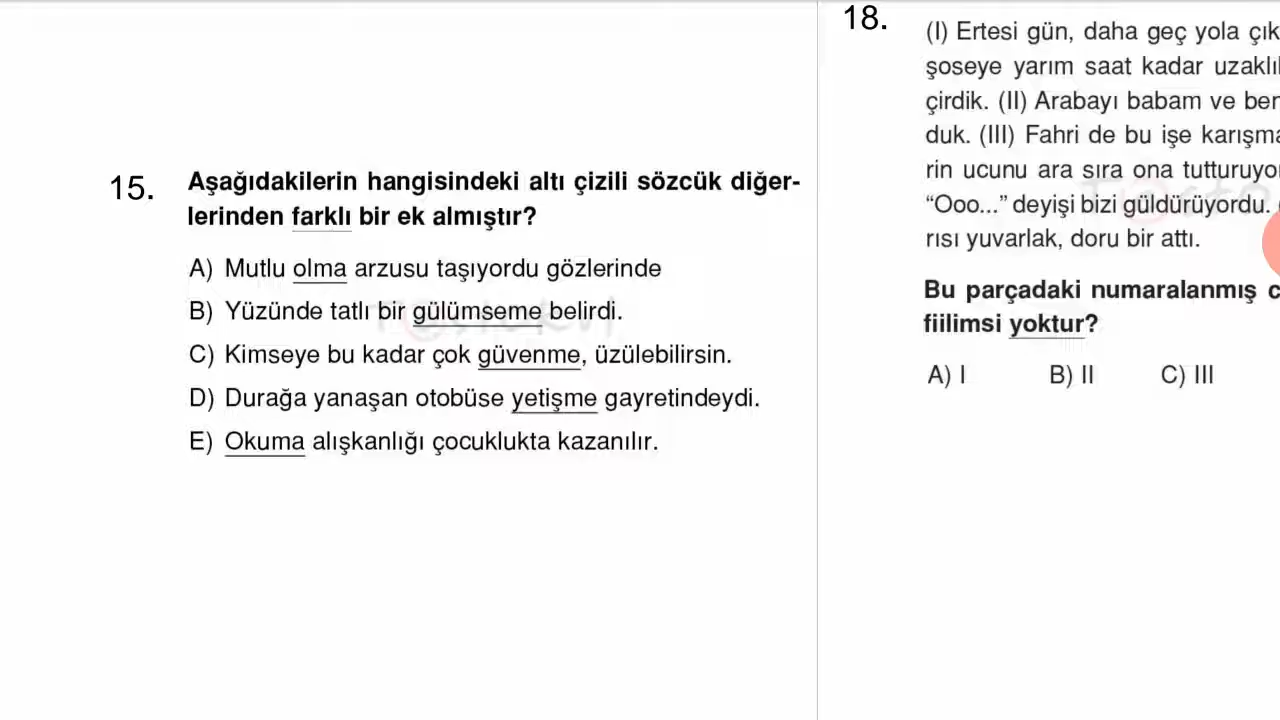 15.
Aşağıdakilerin hangisindeki altı çizili sözcük diğer-
lerinden farklı bir ek almıştır?
A) Mutlu olma arzusu taşıyordu gözlerinde
B) Yüzünde tatlı bir gülümseme belirdi.
C) Kimseye bu kadar çok güvenme, üzülebilirsin.
D) Durağa yanaşan otobüse yetişme gayretindeydi.
E) Okuma alışkanlığı çocuklukta kazanılır.
18.
(I) Ertesi gün, daha geç yola
şoseye yarım saat kadar
çirdik. (II) Arabayı babam ve
duk. (III) Fahri de bu işe
rin ucunu ara sıra ona
“Ooo...” deyişi bizi güldürüyordu.
rısı yuvarlak, doru bir attı.
Bu parçadaki numaralanmış
fiilimsi yoktur?
A) I B) II C) III